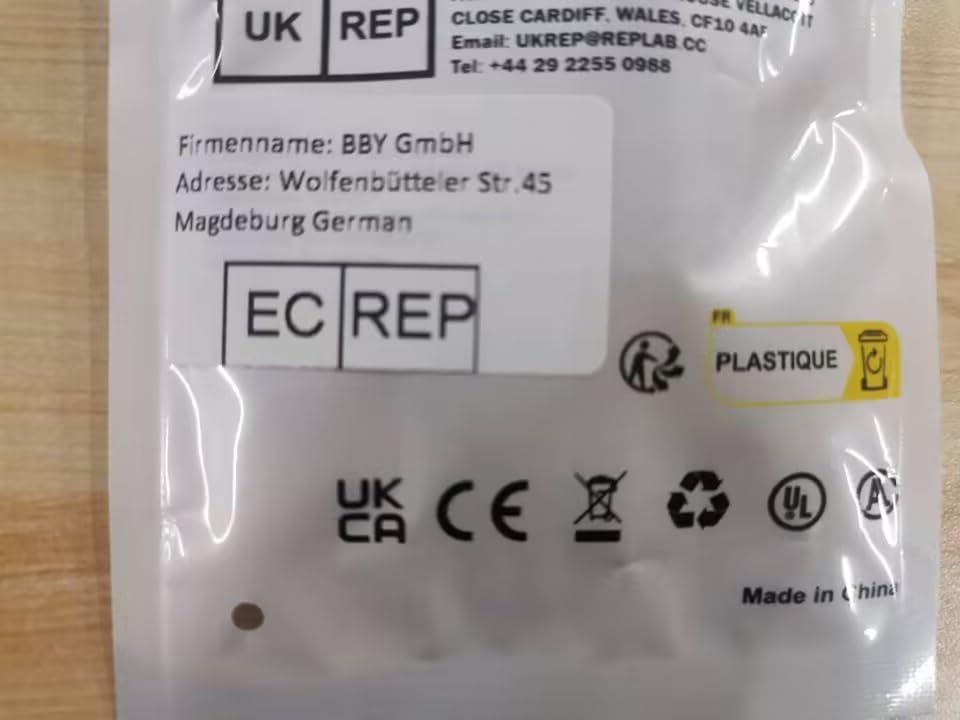 UK REP
CLOSE CARDIFF, WALES, CF10 4AF
Email: UKREP@REPLAB.CC
Tel: +44 29 2255 0988
Firmenname: BBY GmbH
Adresse: Wolfenbütteler Str.45
Magdeburg German
EC REP
FR
PLASTIQUE
UK
CA
CE
UL
Made in China